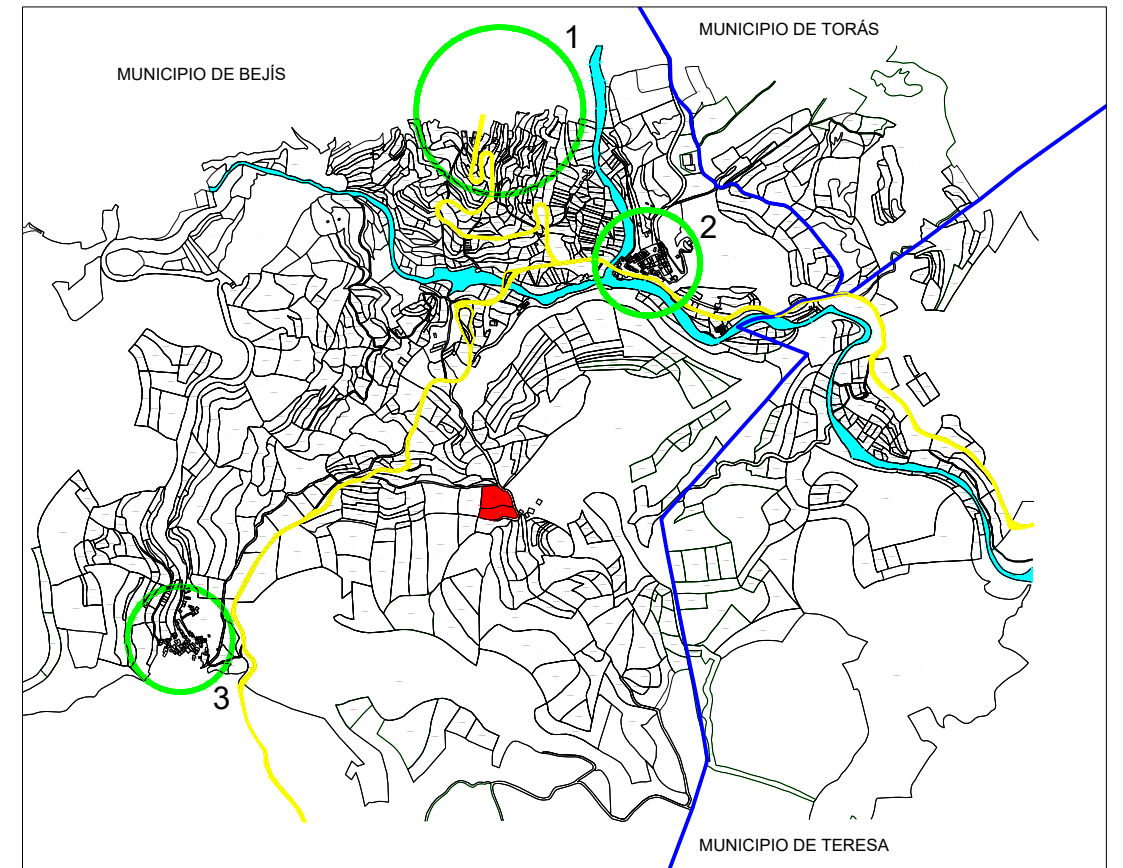 1
MUNICIPIO DE TORÁS
MUNICIPIO DE BEJÍS
2
3
MUNICIPIO DE TERESA